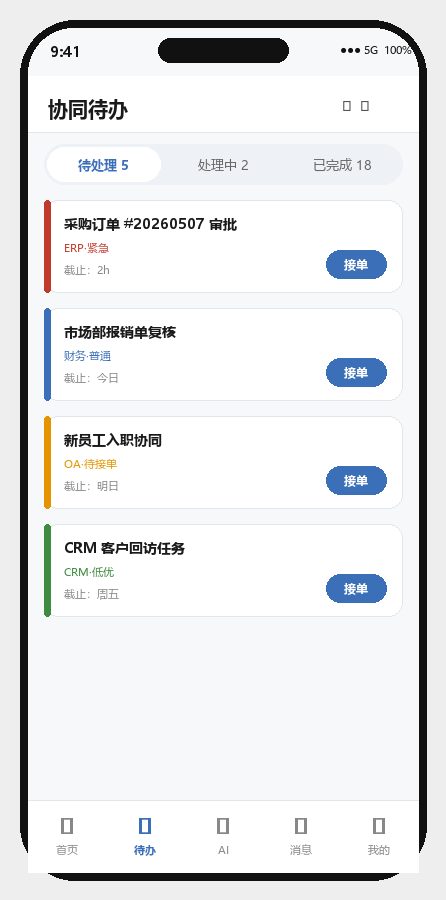 9:41
●●● 5G 100%
协同待办
待处理 5
处理中 2
已完成 18
采购订单 #20260507 审批
ERP·紧急
截止：2h
接单
市场部报销单复核
财务·普通
截止：今日
接单
新员工入职协同
OA·待接单
截止：明日
接单
CRM 客户回访任务
CRM·低优
截止：周五
接单
首页
待办
AI
消息
我的